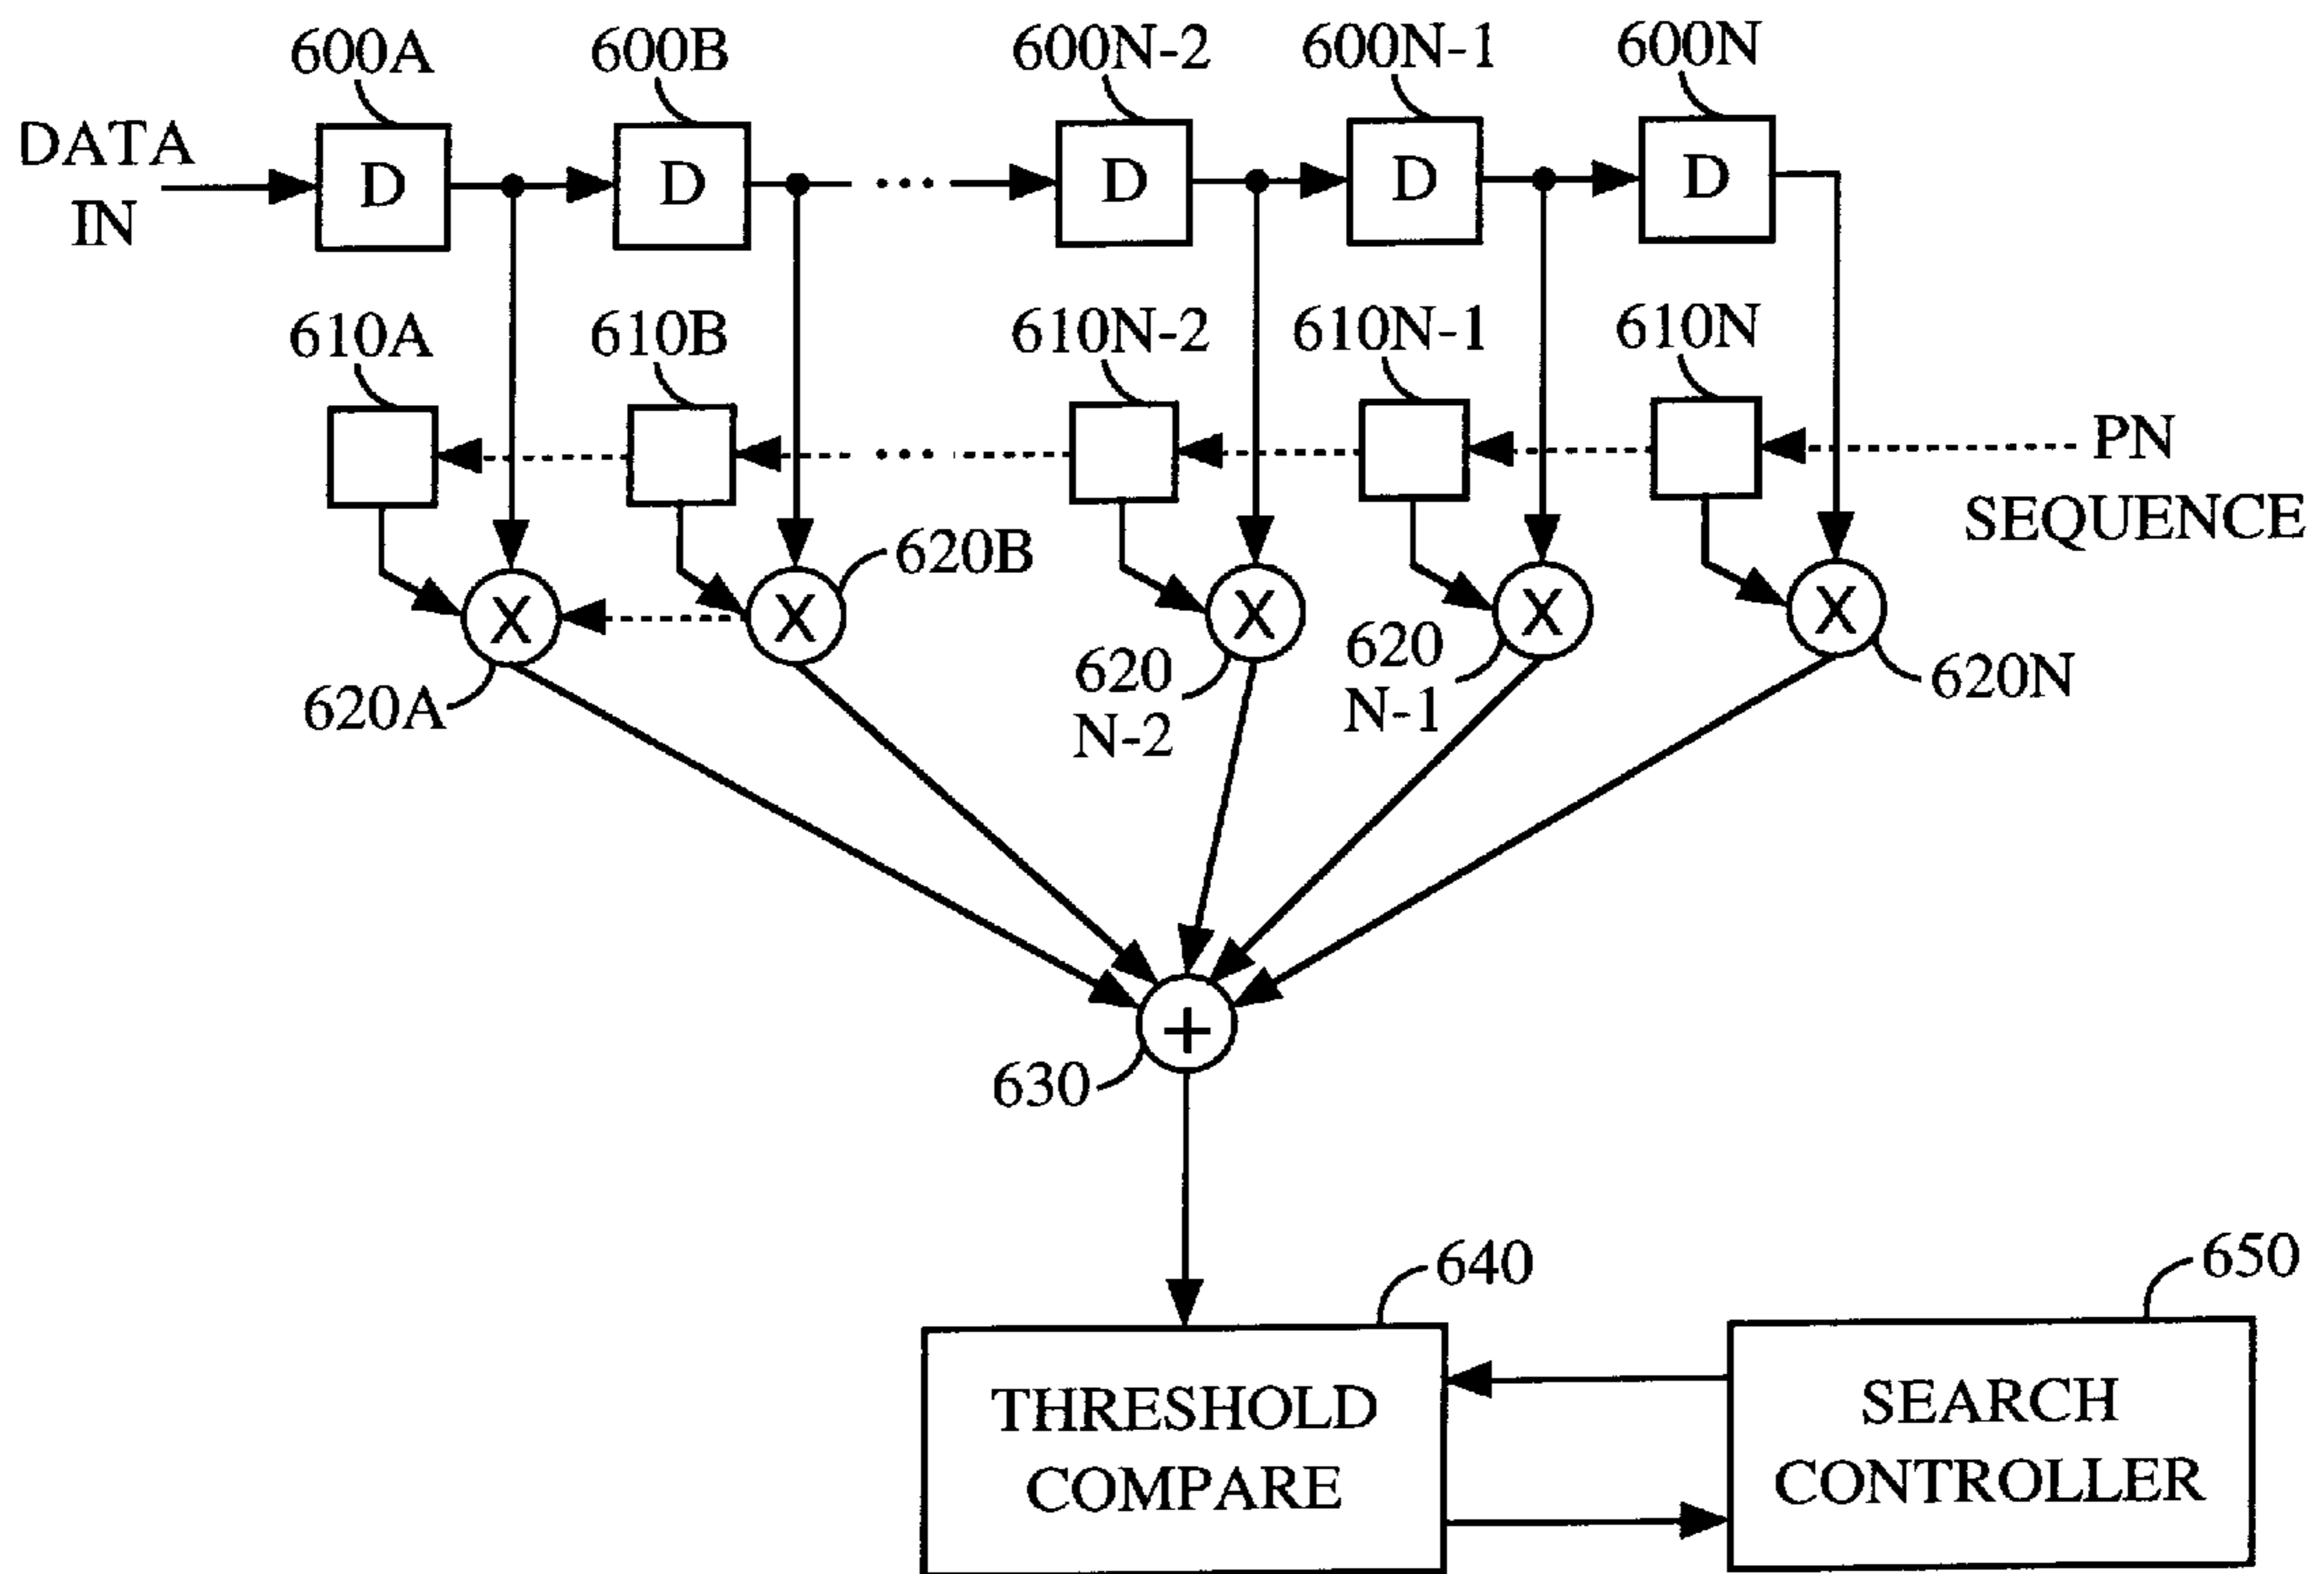 600A 600B 600N-2 600N-1 600N
DATA
IN
D D ... D D D
610A 610B 610N-2 610N-1 610N
...
PN
SEQUENCE
X X X X X
620B
620A
620
N-2
620
N-1
620N
+
630
640
650
THRESHOLD
COMPARE
SEARCH
CONTROLLER